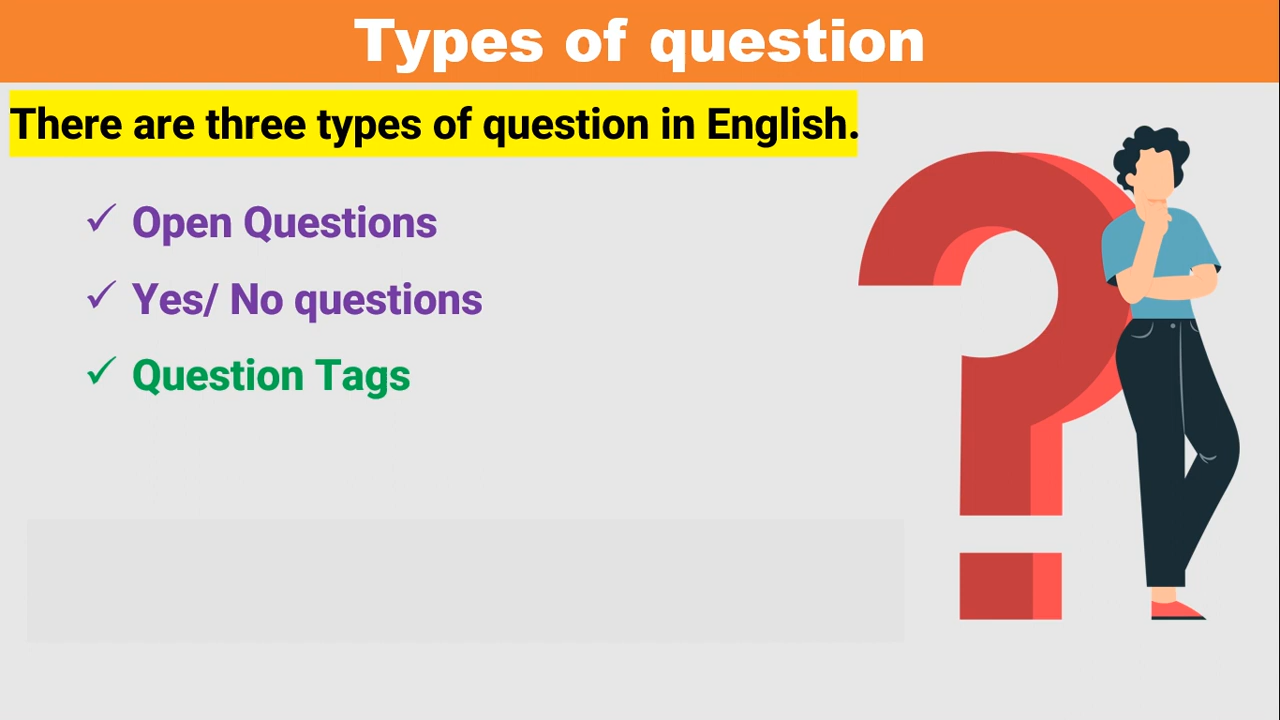 Types of question
There are three types of question in English.
✓ Open Questions
✓ Yes/ No questions
✓ Question Tags